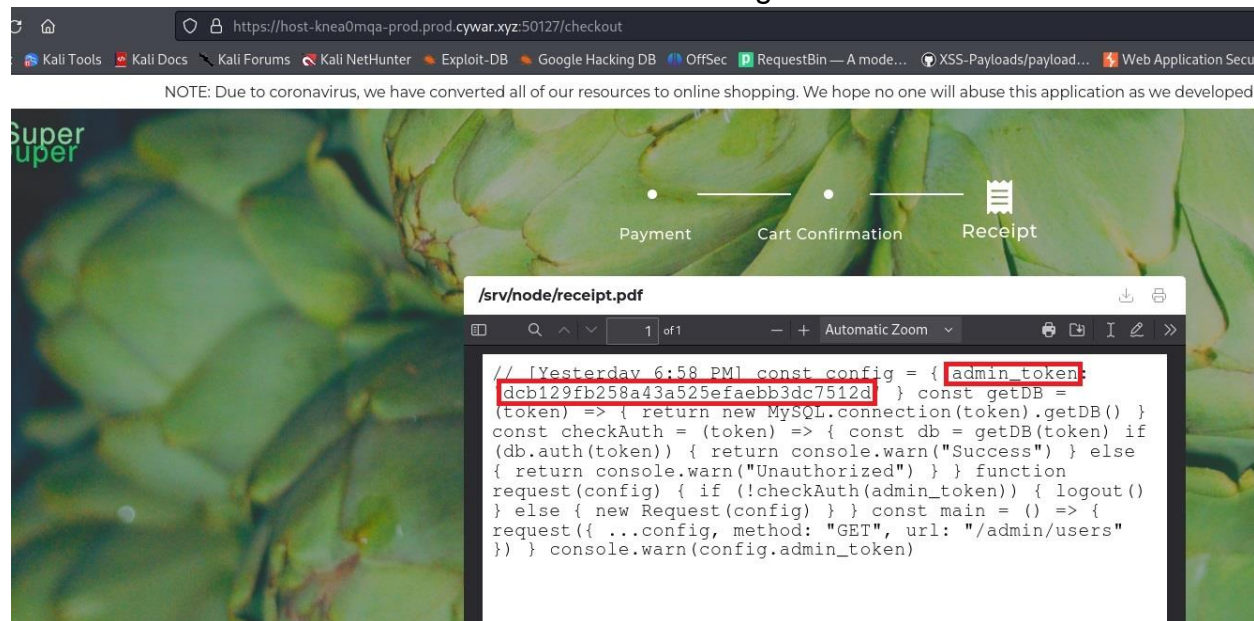 https://host-knea0mqa-prod.prod.cywar.xyz:50127/checkout
Kali Tools Kali Docs Kali Forums Kali NetHunter Exploit-DB Google Hacking DB OffSec RequestBin — A mode... XSS-Payloads/payload... Web Application Secu
NOTE: Due to coronavirus, we have converted all of our resources to online shopping. We hope no one will abuse this application as we developed
Super
uper
Payment Cart Confirmation Receipt
/srv/node/receipt.pdf
1 of 1 Automatic Zoom
// [Yesterday 6:58 PM] const config = { admin_token:
"dcb129fb258a43a525efaebb3dc7512d" } const getDB =
(token) => { return new MySQL.connection(token).getDB() }
const checkAuth = (token) => { const db = getDB(token) if
(db.auth(token)) { return console.warn("Success") } else
{ return console.warn("Unauthorized") } } function
request(config) { if (!checkAuth(admin_token)) { logout()
} else { new Request(config) } } const main = () => {
request({ ...config, method: "GET", url: "/admin/users"
}) } console.warn(config.admin_token)